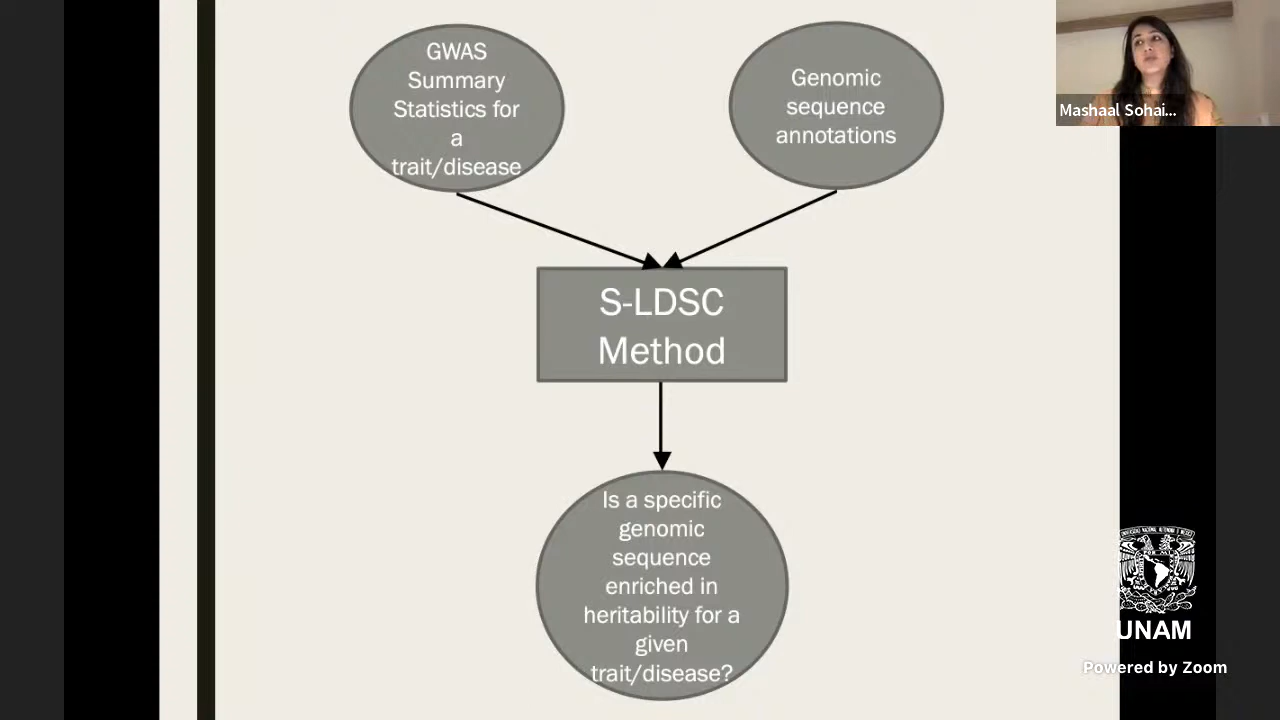 GWAS
Summary
Statistics for
a
trait/disease
Genomic
sequence
annotations
Mashaal Sohai...
S-LDSC
Method
Is a specific
genomic
sequence
enriched in
heritability for a
given
trait/disease?
UNAM
Powered by Zoom